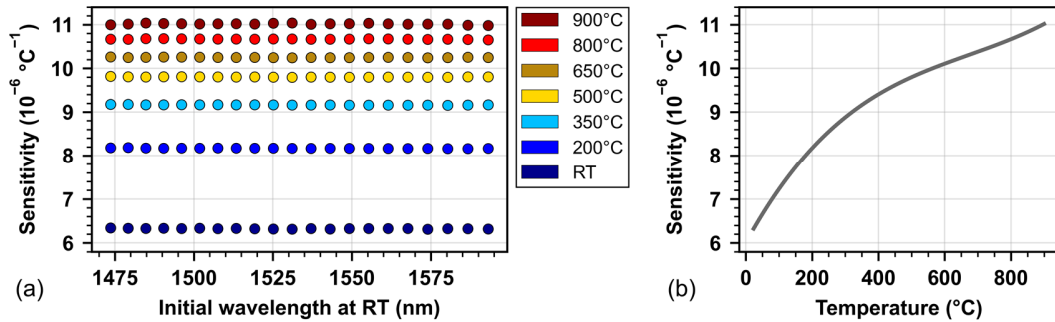 Sensitivity (10⁻⁶ °C⁻¹)
11
10
9
8
7
6
1475 1500 1525 1550 1575
Initial wavelength at RT (nm)
(a)
900°C
800°C
650°C
500°C
350°C
200°C
RT
Sensitivity (10⁻⁶ °C⁻¹)
11
10
9
8
7
6
0 200 400 600 800
Temperature (°C)
(b)